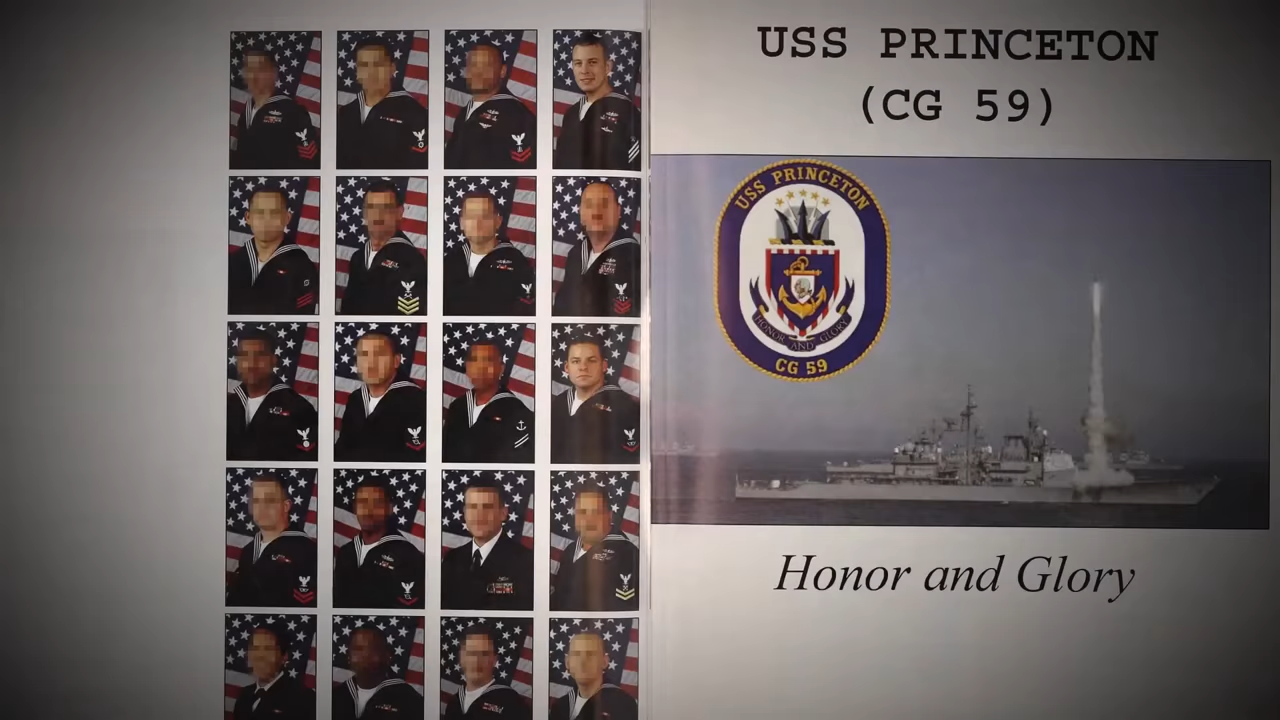 USS PRINCETON
(CG 59)
USS PRINCETON
HONOR AND GLORY
CG 59
Honor and Glory